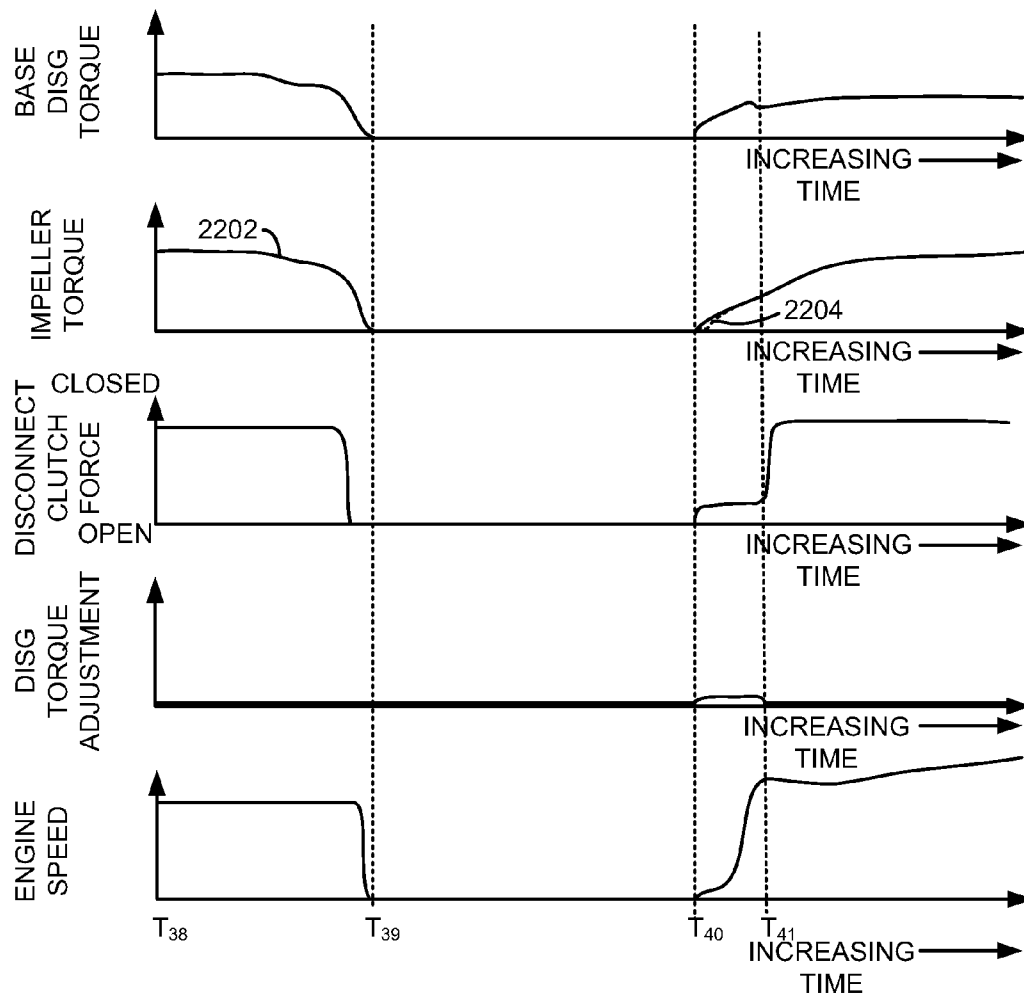 BASE
DISG
TORQUE
INCREASING
TIME
IMPELLER
TORQUE
2202
2204
INCREASING
TIME
CLOSED
DISCONNECT
CLUTCH
FORCE
OPEN
INCREASING
TIME
DISG
TORQUE
ADJUSTMENT
INCREASING
TIME
ENGINE
SPEED
T38 T39 T40 T41
INCREASING
TIME